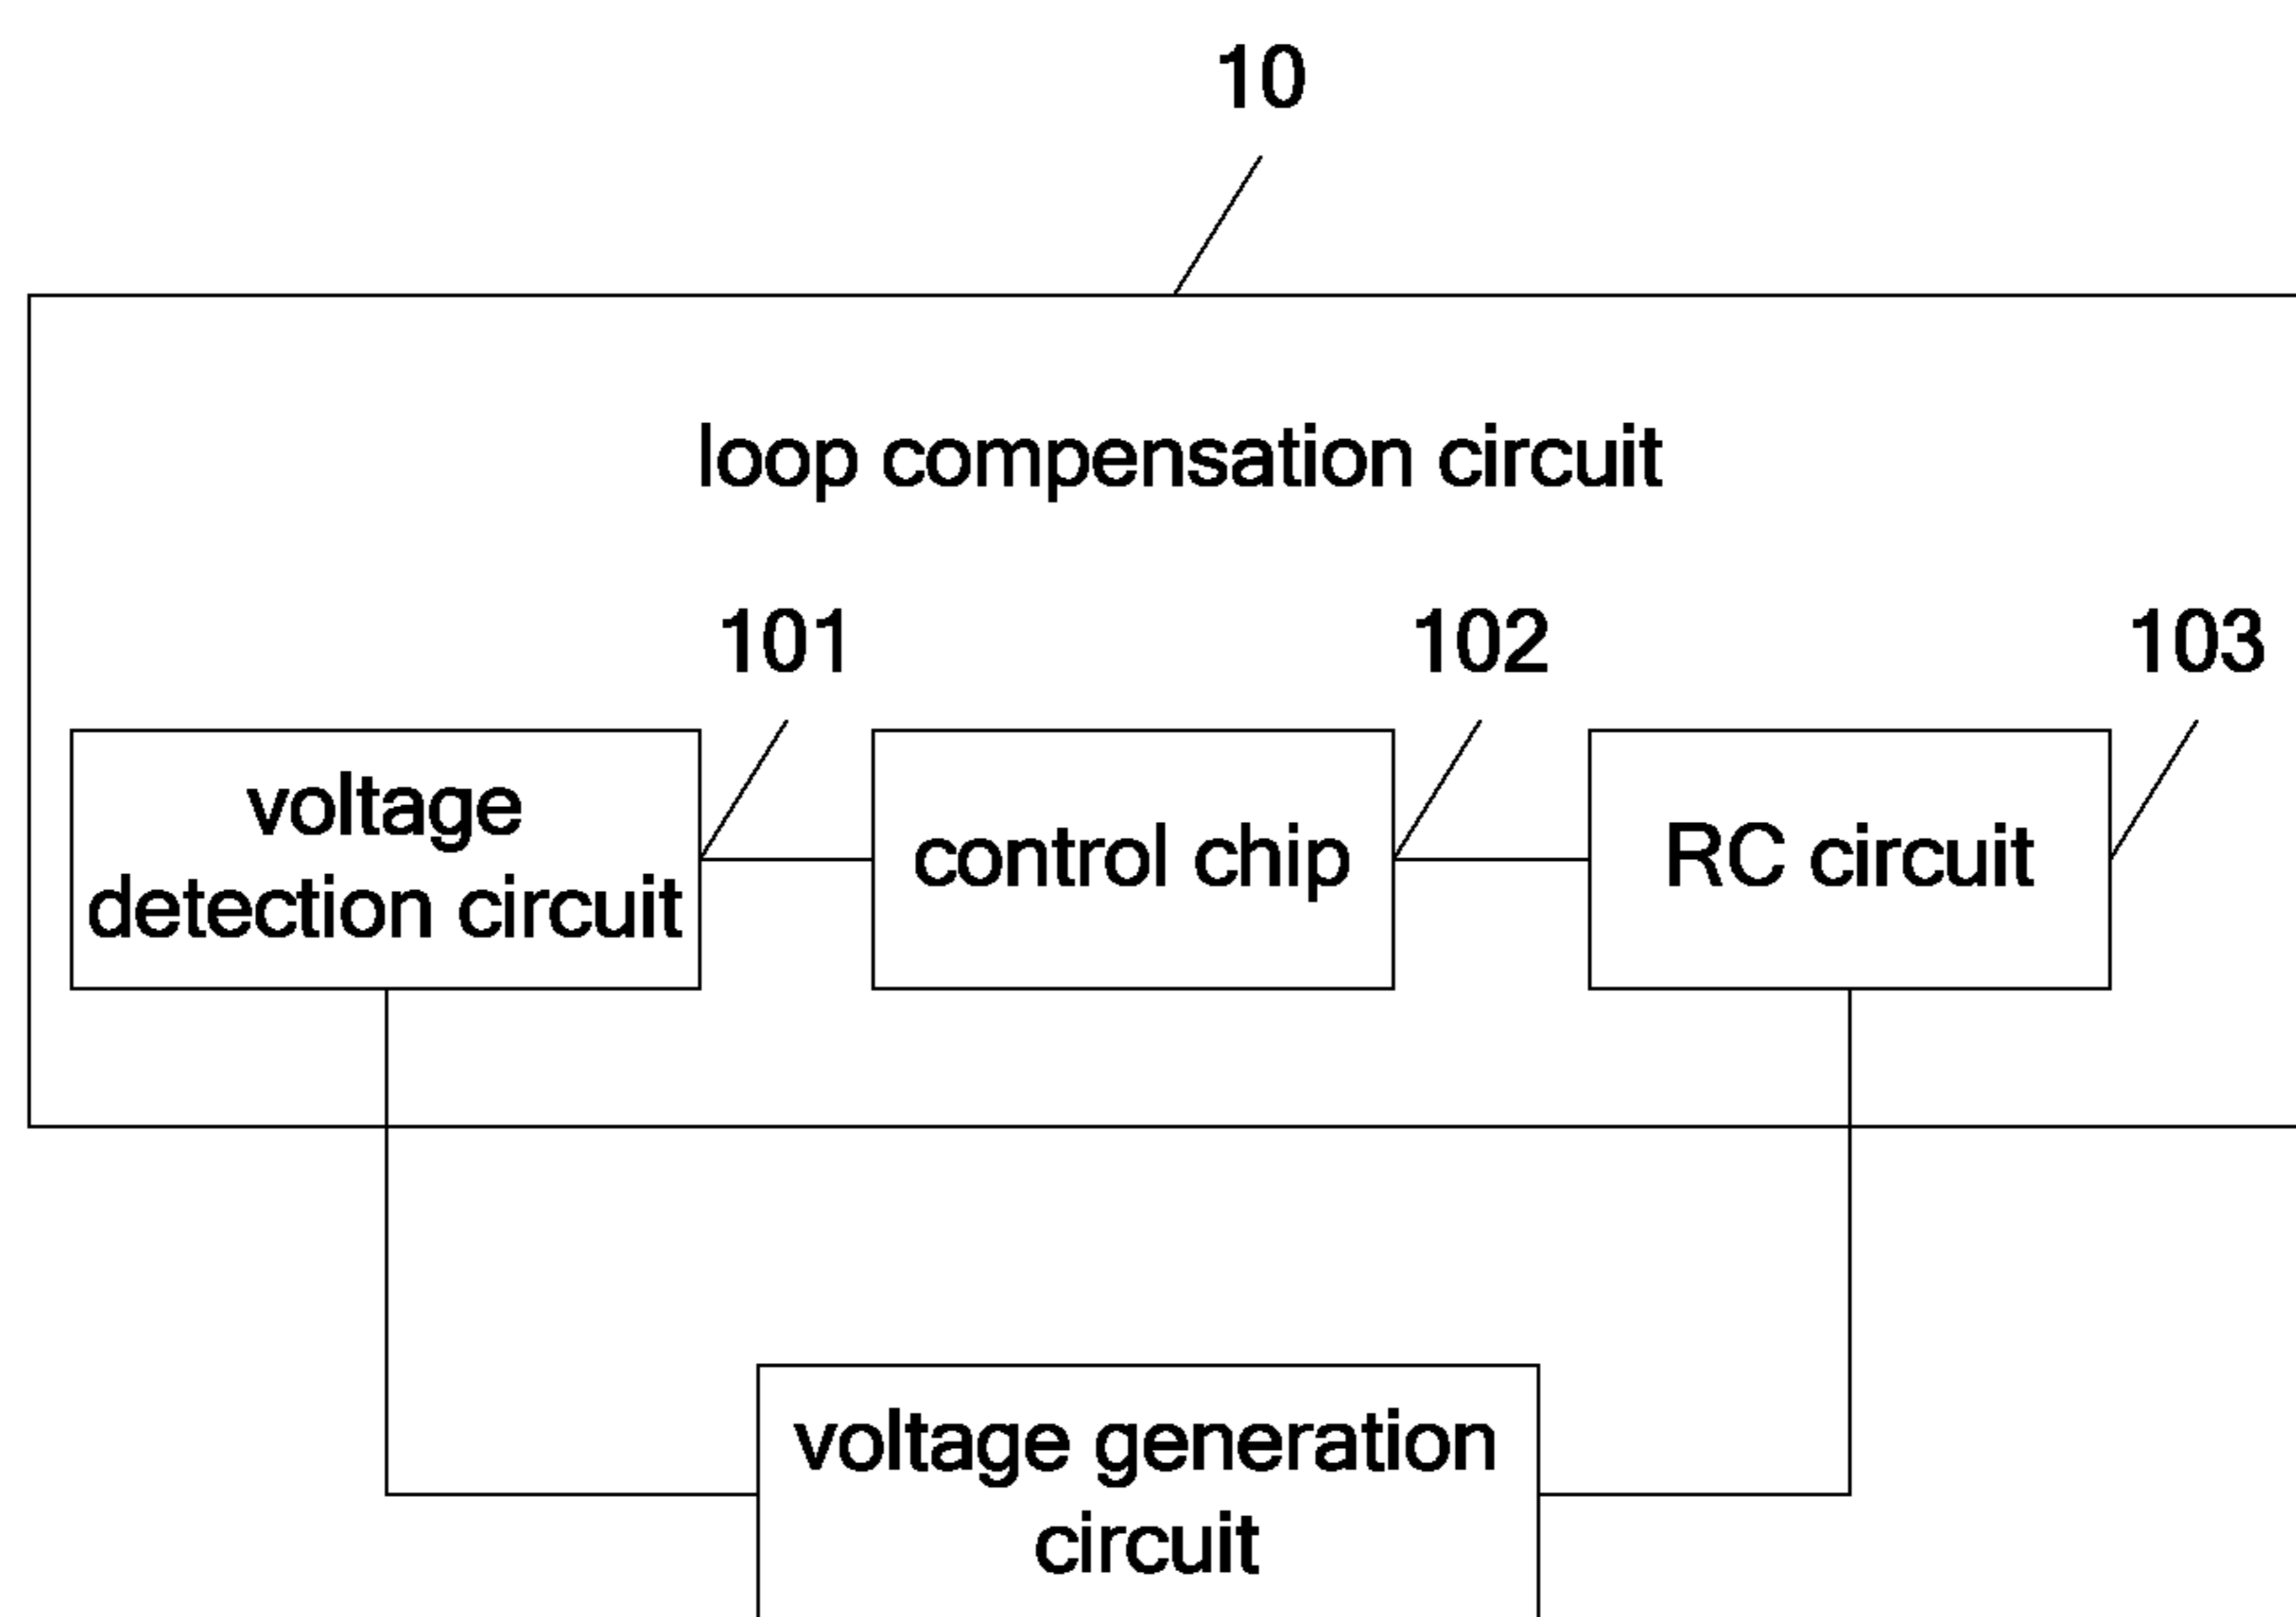 10
loop compensation circuit
101
102
103
voltage
detection circuit
control chip
RC circuit
voltage generation
circuit